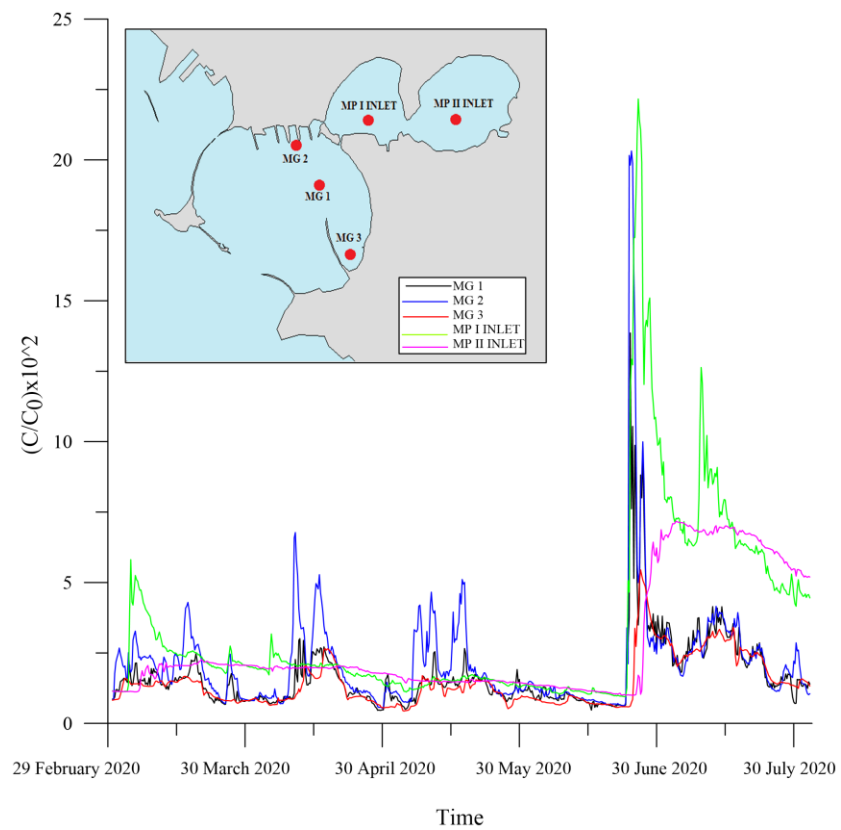 25
20
15
10
5
0
(C/C0)x10^2
MP I INLET
MP II INLET
MG 2
MG 1
MG 3
MG 1
MG 2
MG 3
MP I INLET
MP II INLET
29 February 2020 30 March 2020 30 April 2020 30 May 2020 30 June 2020 30 July 2020
Time